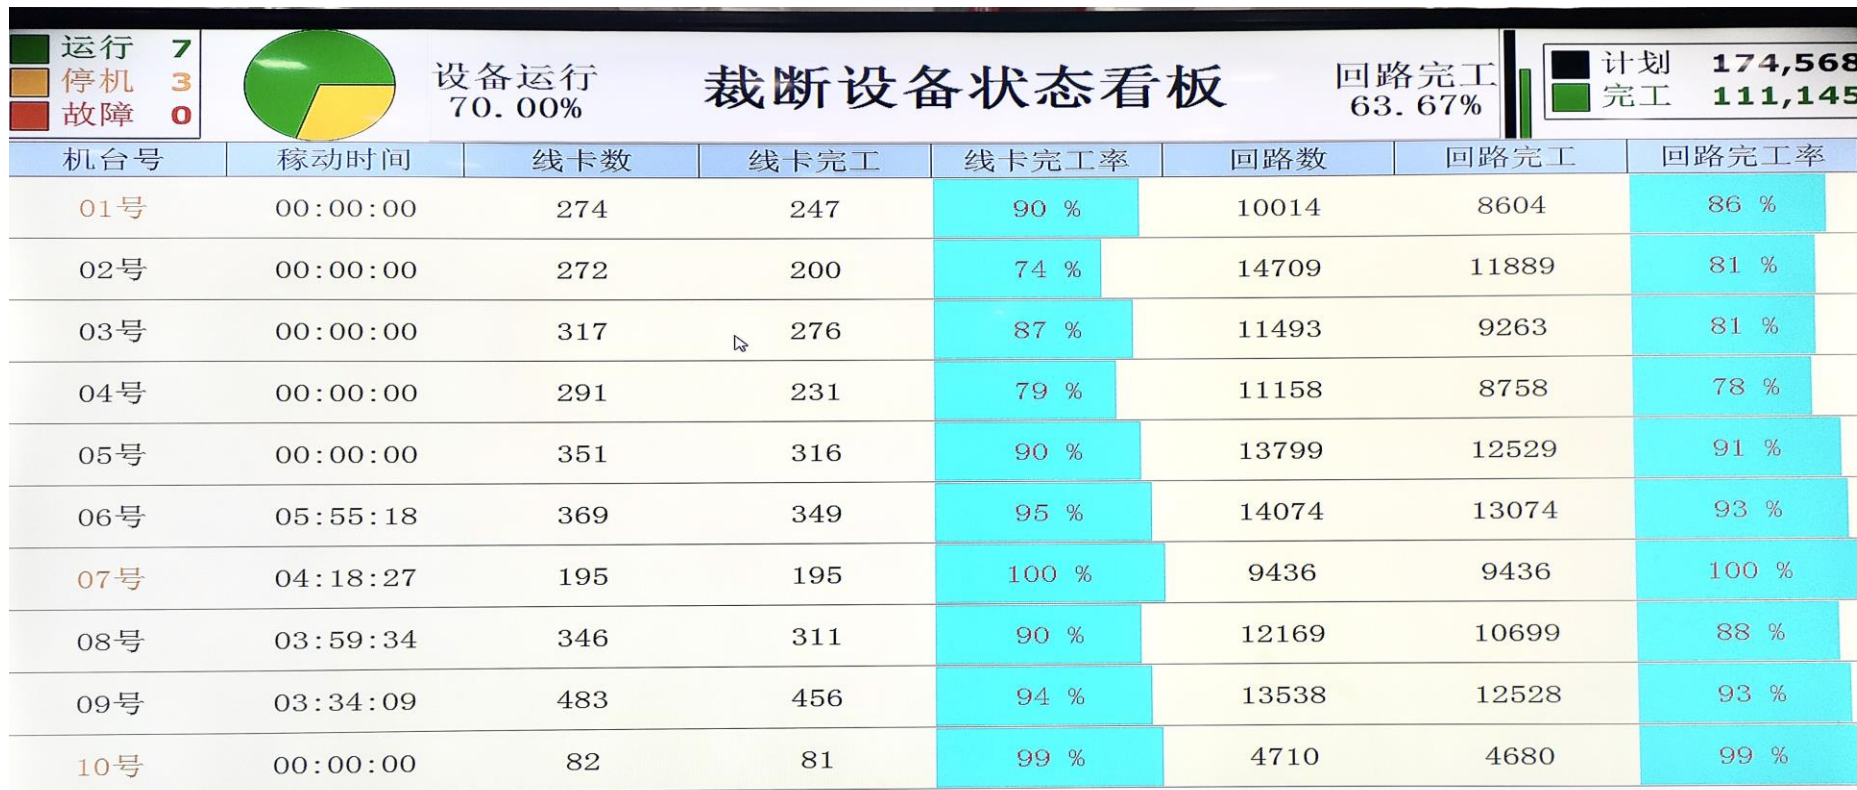 运行 7
停机 3
故障 0
设备运行
70.00%
裁断设备状态看板
回路完工
63.67%
计划 174,568
完工 111,145
机台号 稼动时间 线卡数 线卡完工 线卡完工率 回路数 回路完工 回路完工率
01号 00:00:00 274 247 90 % 10014 8604 86 %
02号 00:00:00 272 200 74 % 14709 11889 81 %
03号 00:00:00 317 276 87 % 11493 9263 81 %
04号 00:00:00 291 231 79 % 11158 8758 78 %
05号 00:00:00 351 316 90 % 13799 12529 91 %
06号 05:55:18 369 349 95 % 14074 13074 93 %
07号 04:18:27 195 195 100 % 9436 9436 100 %
08号 03:59:34 346 311 90 % 12169 10699 88 %
09号 03:34:09 483 456 94 % 13538 12528 93 %
10号 00:00:00 82 81 99 % 4710 4680 99 %